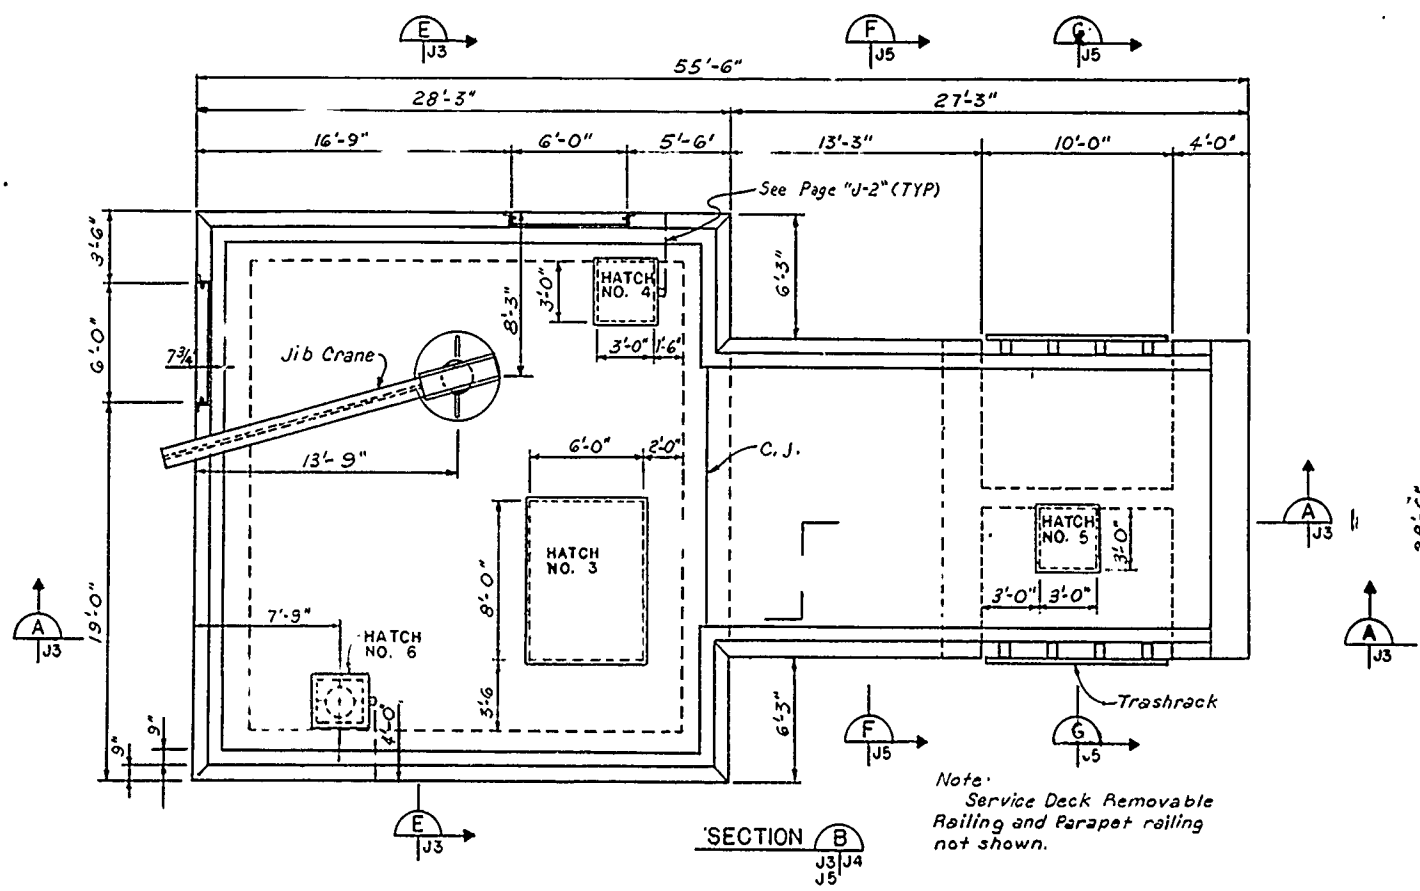 E
J3
F
J5
G
J5
55'-6"
28'-3"
27'-3"
16'-9"
6'-0"
5'-6'
13'-3"
10'-0"
4'-0"
See Page "J-2" (TYP)
3'-6"
6'-0"
7 3/4"
19'-0"
8'-3"
3'-0"
HATCH
NO. 4
3'-0"
1'-6"
6'-3"
Jib Crane
13'-9"
6'-0"
2'-0"
C.J.
HATCH
NO. 3
8'-0"
3'-6
HATCH
NO. 5
3'-0"
3'-0"
3'-0"
A
J3
A
J3
A
J3
7'-9"
HATCH
NO. 6
4'-0"
9"
9"
6'-3"
Trashrack
F
J5
G
J5
E
J3
SECTION B
J3 J4
J5
Note:
Service Deck Removable
Railing and Parapet railing
not shown.